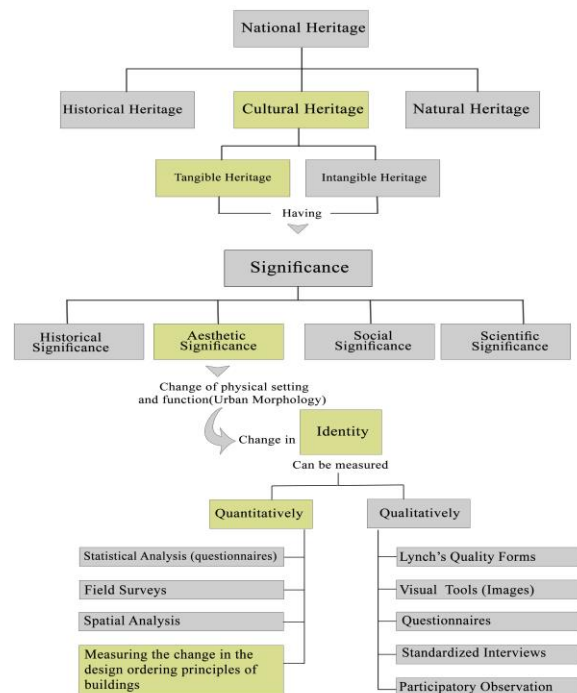 National Heritage
Historical Heritage
Cultural Heritage
Natural Heritage
Tangible Heritage
Intangible Heritage
Having
Significance
Historical
Significance
Aesthetic
Significance
Social
Significance
Scientific
Significance
Change of physical setting
and function(Urban Morphology)
Change in
Identity
Can be measured
Quantitatively
Qualitatively
Statistical Analysis (questionnaires)
Field Surveys
Spatial Analysis
Measuring the change in the
design ordering principles of
buildings
Lynch's Quality Forms
Visual Tools (Images)
Questionnaires
Standardized Interviews
Participatory Observation